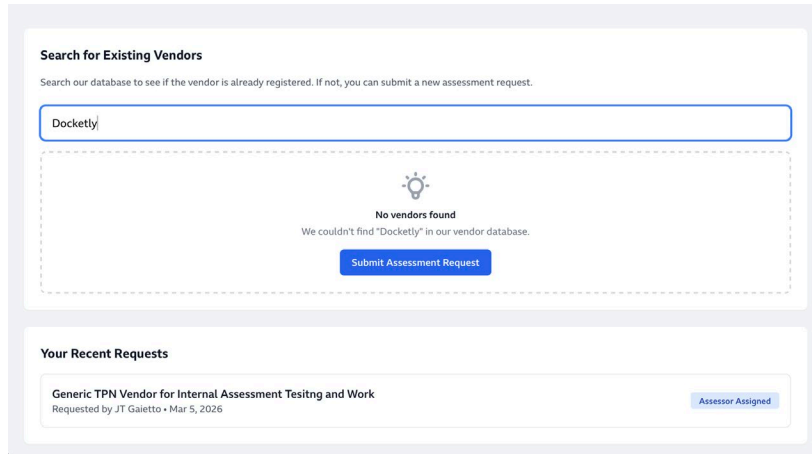 Search for Existing Vendors
Search our database to see if the vendor is already registered. If not, you can submit a new assessment request.
Docketly
No vendors found
We couldn't find "Docketly" in our vendor database.
Submit Assessment Request
Your Recent Requests
Generic TPN Vendor for Internal Assessment Tesitng and Work
Requested by JT Gaietto • Mar 5, 2026
Assessor Assigned